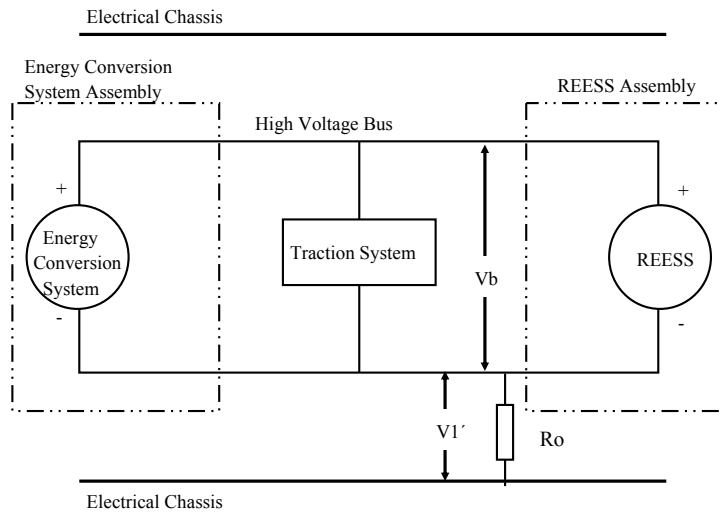 Electrical Chassis
Energy Conversion
System Assembly
REESS Assembly
High Voltage Bus
+
+
Energy
Conversion
System
Traction System
Vb
REESS
-
-
V1´
Ro
Electrical Chassis